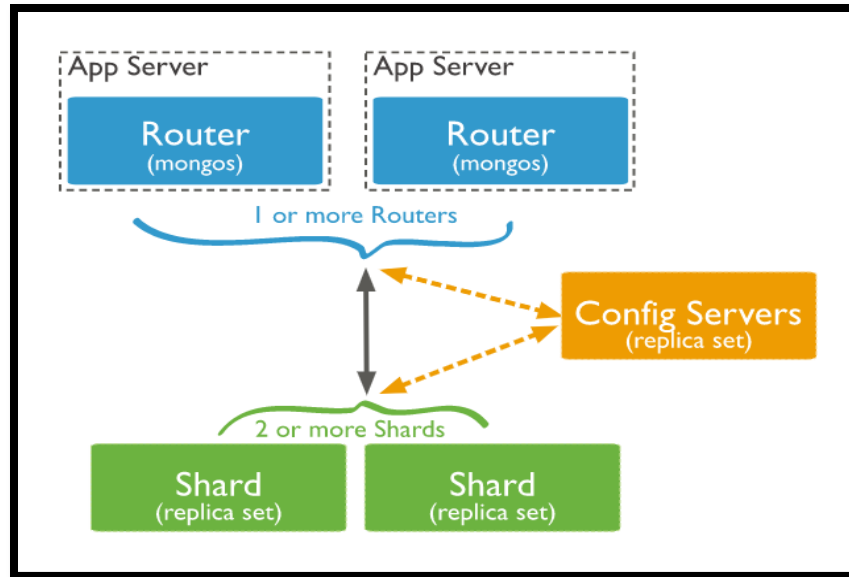 App Server
Router
(mongos)
App Server
Router
(mongos)
1 or more Routers
Config Servers
(replica set)
2 or more Shards
Shard
(replica set)
Shard
(replica set)